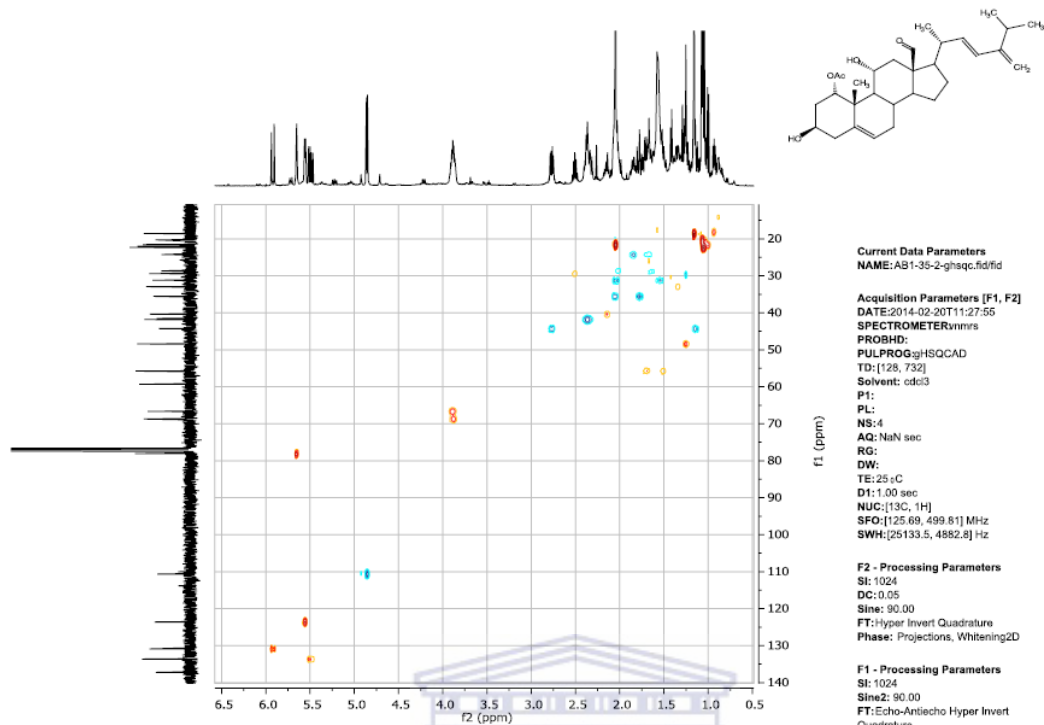 H₃C
CH₃
CH₃
O
HO
CH₂
OAc
CH₃
HO
20
30
40
50
60
70
80
90
100
110
120
130
140
f1 (ppm)
6.5 6.0 5.5 5.0 4.5 4.0 3.5 3.0 2.5 2.0 1.5 1.0 0.5
f2 (ppm)
Current Data Parameters
NAME:AB1-35-2-ghsqc.fid/fid
Acquisition Parameters [F1, F2]
DATE:2014-02-20T11:27:55
SPECTROMETER:vnmrs
PROBHD:
PULPROG:gHSQCAD
TD:[128, 732]
Solvent: cdcl3
P1:
PL:
NS:4
AQ: NaN sec
RG:
DW:
TE:25 ₀C
D1:1.00 sec
NUC:[13C, 1H]
SFO:[125.69, 499.81] MHz
SWH:[25133.5, 4882.8] Hz
F2 - Processing Parameters
SI: 1024
DC:0.05
Sine: 90.00
FT:Hyper Invert Quadrature
Phase: Projections, Whitening2D
F1 - Processing Parameters
SI: 1024
Sine2: 90.00
FT:Echo-Antiecho Hyper Invert
Quadrature